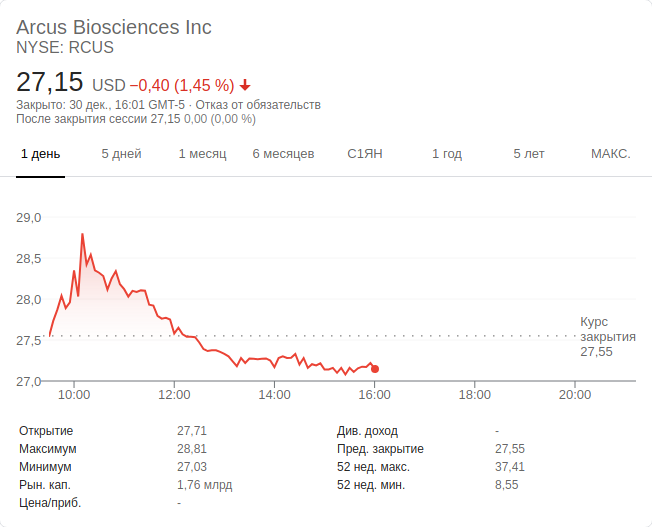 Arcus Biosciences Inc
NYSE: RCUS
27,15 USD −0,40 (1,45 %)
Закрыто: 30 дек., 16:01 GMT-5 · Отказ от обязательств
После закрытия сессии 27,15 0,00 (0,00 %)
1 день 5 дней 1 месяц 6 месяцев С1ЯН 1 год 5 лет МАКС.
29,0
28,5
28,0
27,5
27,0
Курс
закрытия
27,55
10:00 12:00 14:00 16:00 18:00 20:00
Открытие 27,71 Див. доход -
Максимум 28,81 Пред. закрытие 27,55
Минимум 27,03 52 нед. макс. 37,41
Рын. кап. 1,76 млрд 52 нед. мин. 8,55
Цена/приб. -